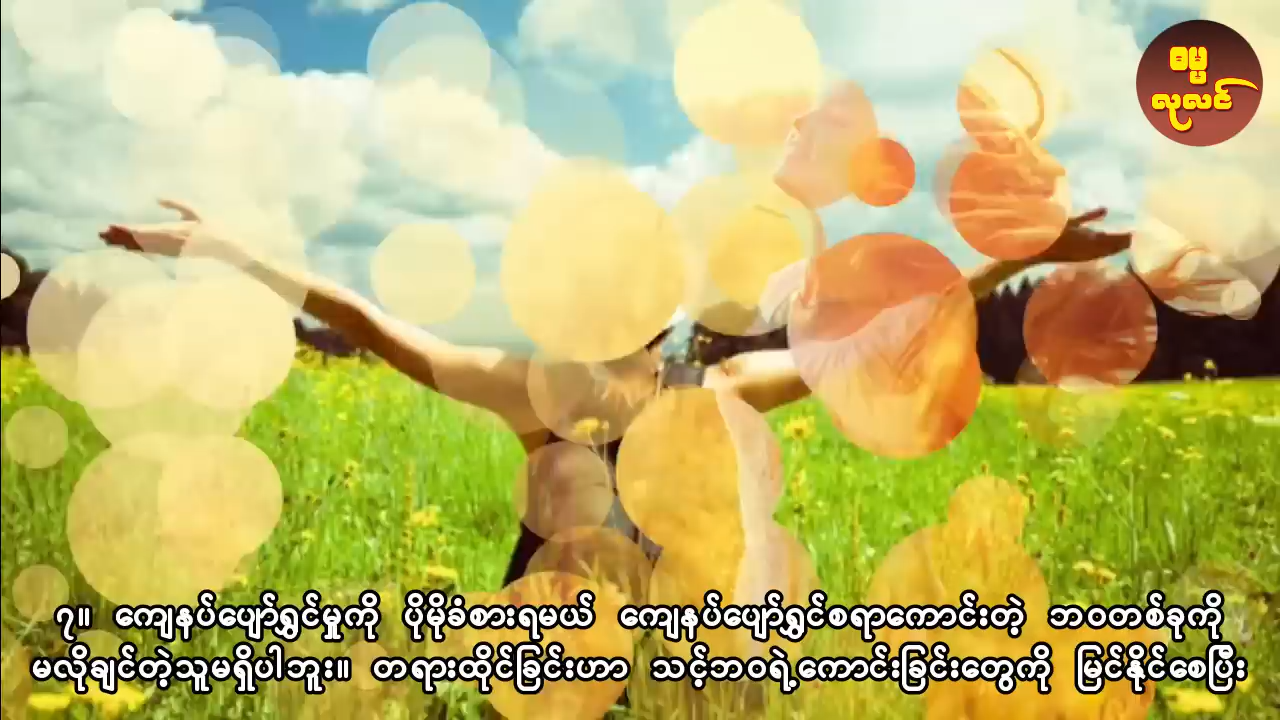 ဓမ္မ
လုလင်
၇။ ကျေနပ်ပျော်ရွှင်မှုကို ပိုမိုခံစားရမယ် ကျေနပ်ပျော်ရွှင်စရာကောင်းတဲ့ ဘဝတစ်ခုကို
မလိုချင်တဲ့သူမရှိပါဘူး။ တရားထိုင်ခြင်းဟာ သင့်ဘဝရဲ့ကောင်းခြင်းတွေကို မြင်နိုင်စေပြီး